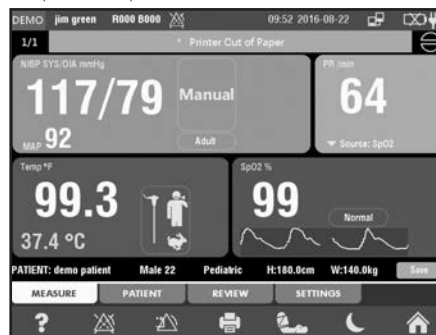 DEMO jim green R000 B000 09:52 2016-08-22
1/1 * Printer Out of Paper
NIBP SYS/DIA mmHg
117/79
Manual
MAP 92
Adult
PR /min
64
Source: SpO2
Temp °F
99.3
37.4 °C
SpO2 %
99
Normal
PATIENT: demo patient Male 22 Pediatric H:180.0cm W:140.0kg Save
MEASURE PATIENT REVIEW SETTINGS
?